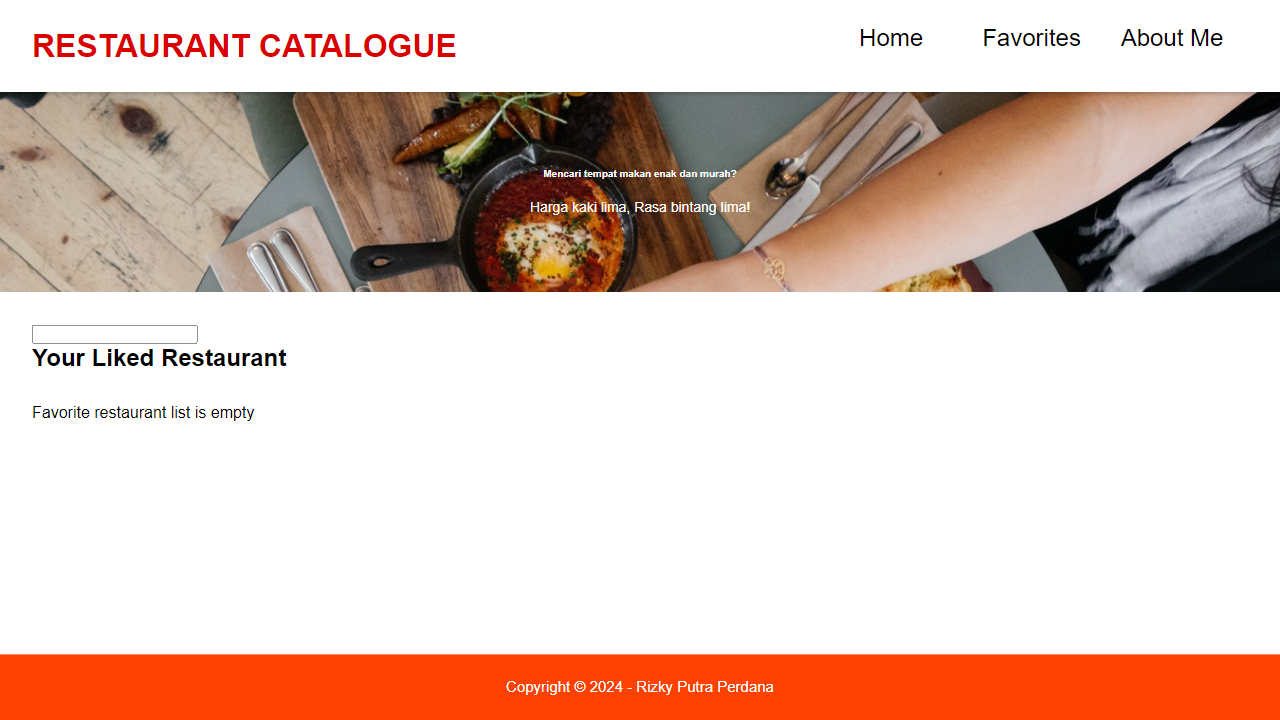 RESTAURANT CATALOGUE
Home Favorites About Me
Mencari tempat makan enak dan murah?
Harga kaki lima, Rasa bintang lima!
Your Liked Restaurant
Favorite restaurant list is empty
Copyright © 2024 - Rizky Putra Perdana